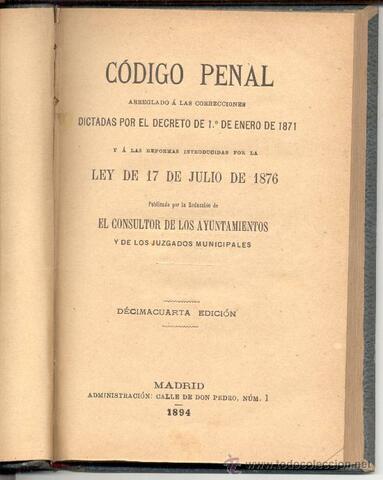 CÓDIGO PENAL
ARREGLADO Á LAS CORRECCIONES
DICTADAS POR EL DECRETO DE 1.º DE ENERO DE 1871
Y Á LAS REFORMAS INTRODUCIDAS POR LA
LEY DE 17 DE JULIO DE 1876
Publicado por la Redacción de
EL CONSULTOR DE LOS AYUNTAMIENTOS
Y DE LOS JUZGADOS MUNICIPALES
DÉCIMACUARTA EDICIÓN
MADRID
ADMINISTRACIÓN: CALLE DE DON PEDRO, NÚM. 1
1894
www.todocoleccion.net